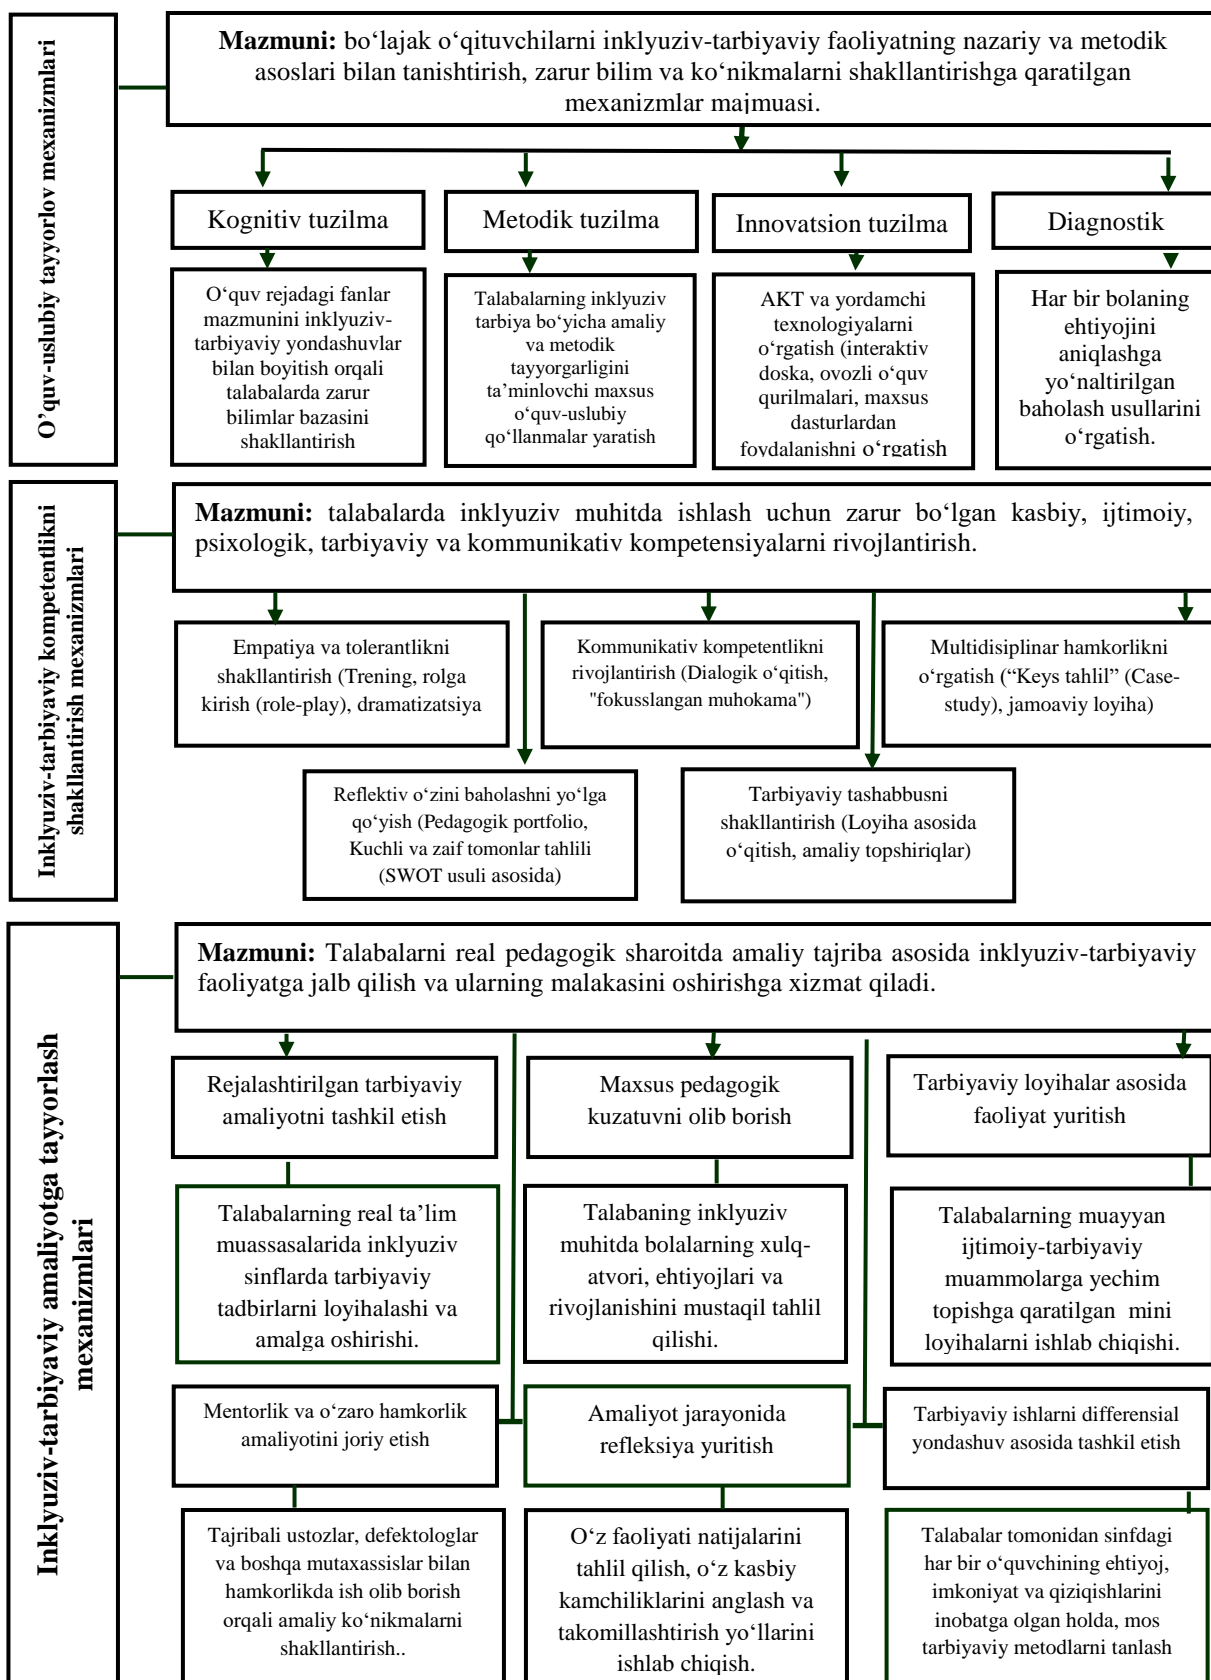 O’quv-uslubiy tayyorlov mexanizmlari
Mazmuni: bo‘lajak o‘qituvchilarni inklyuziv-tarbiyaviy faoliyatning nazariy va metodik
asoslari bilan tanishtirish, zarur bilim va ko‘nikmalarni shakllantirishga qaratilgan
mexanizmlar majmuasi.
Kognitiv tuzilma
Metodik tuzilma
Innovatsion tuzilma
Diagnostik
O‘quv rejadagi fanlar
mazmunini inklyuziv-
tarbiyaviy yondashuvlar
bilan boyitish orqali
talabalarda zarur
bilimlar bazasini
shakllantirish
Talabalarning inklyuziv
tarbiya bo‘yicha amaliy
va metodik
tayyorgarligini
ta’minlovchi maxsus
o‘quv-uslubiy
qo‘llanmalar yaratish
AKT va yordamchi
texnologiyalarni
o‘rgatish (interaktiv
doska, ovozli o‘quv
qurilmalari, maxsus
dasturlardan
foydalanishni o‘rgatish
Har bir bolaning
ehtiyojini
aniqlashga
yo‘naltirilgan
baholash usullarini
o‘rgatish.
Inklyuziv-tarbiyaviy kompetentlikni
shakllantirish mexanizmlari
Mazmuni: talabalarda inklyuziv muhitda ishlash uchun zarur bo‘lgan kasbiy, ijtimoiy,
psixologik, tarbiyaviy va kommunikativ kompetensiyalarni rivojlantirish.
Empatiya va tolerantlikni
shakllantirish (Trening, rolga
kirish (role-play), dramatizatsiya
Kommunikativ kompetentlikni
rivojlantirish (Dialogik o‘qitish,
"fokusslangan muhokama")
Multidisiplinar hamkorlikni
o‘rgatish (“Keys tahlil” (Case-
study), jamoaviy loyiha)
Reflektiv o‘zini baholashni yo‘lga
qo‘yish (Pedagogik portfolio,
Kuchli va zaif tomonlar tahlili
(SWOT usuli asosida)
Tarbiyaviy tashabbusni
shakllantirish (Loyiha asosida
o‘qitish, amaliy topshiriqlar)
Inklyuziv-tarbiyaviy amaliyotga tayyorlash
mexanizmlari
Mazmuni: Talabalarni real pedagogik sharoitda amaliy tajriba asosida inklyuziv-tarbiyaviy
faoliyatga jalb qilish va ularning malakasini oshirishga xizmat qiladi.
Rejalashtirilgan tarbiyaviy
amaliyotni tashkil etish
Maxsus pedagogik
kuzatuvni olib borish
Tarbiyaviy loyihalar asosida
faoliyat yuritish
Talabalarning real ta’lim
muassasalarida inklyuziv
sinflarda tarbiyaviy
tadbirlarni loyihalashi va
amalga oshirishi.
Talabaning inklyuziv
muhitda bolalarning xulq-
atvori, ehtiyojlari va
rivojlanishini mustaqil tahlil
qilishi.
Talabalarning muayyan
ijtimoiy-tarbiyaviy
muammolarga yechim
topishga qaratilgan mini
loyihalarni ishlab chiqishi.
Mentorlik va o‘zaro hamkorlik
amaliyotini joriy etish
Amaliyot jarayonida
refleksiya yuritish
Tarbiyaviy ishlarni differensial
yondashuv asosida tashkil etish
Tajribali ustozlar, defektologlar
va boshqa mutaxassislar bilan
hamkorlikda ish olib borish
orqali amaliy ko‘nikmalarni
shakllantirish..
O‘z faoliyati natijalarini
tahlil qilish, o‘z kasbiy
kamchiliklarini anglash va
takomillashtirish yo‘llarini
ishlab chiqish.
Talabalar tomonidan sinfdagi
har bir o‘quvchining ehtiyoj,
imkoniyat va qiziqishlarini
inobatga olgan holda, mos
tarbiyaviy metodlarni tanlash